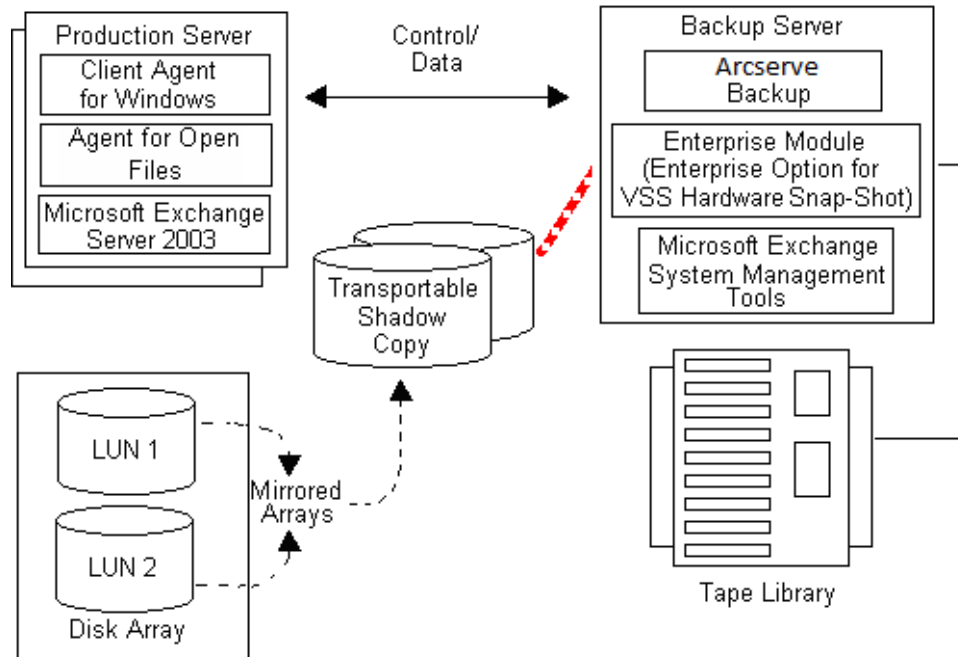 Production Server
Client Agent
for Windows
Agent for Open
Files
Microsoft Exchange
Server 2003
Control/
Data
Backup Server
Arcserve
Backup
Enterprise Module
(Enterprise Option for
VSS Hardware Snap-Shot)
Microsoft Exchange
System Management
Tools
Transportable
Shadow
Copy
LUN 1
LUN 2
Mirrored
Arrays
Disk Array
Tape Library